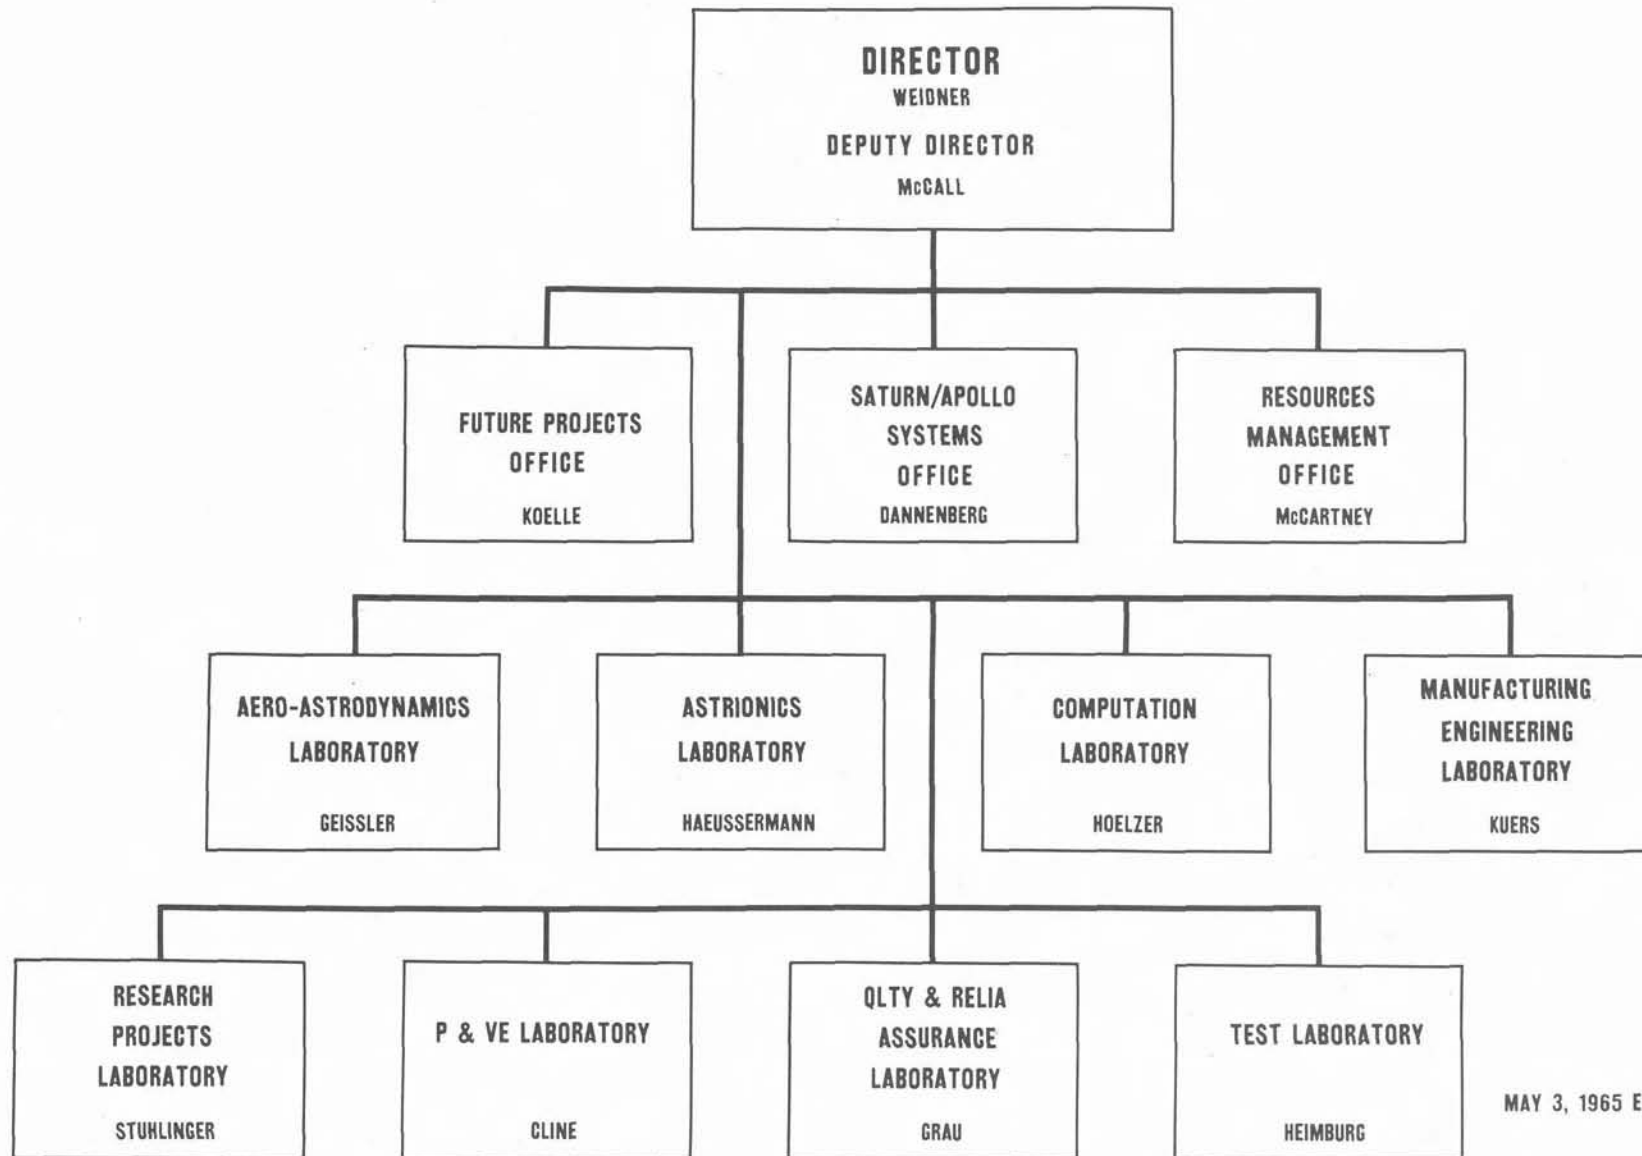 DIRECTOR
WEIDNER
DEPUTY DIRECTOR
McCALL
FUTURE PROJECTS
OFFICE
KOELLE
SATURN/APOLLO
SYSTEMS
OFFICE
DANNENBERG
RESOURCES
MANAGEMENT
OFFICE
McCARTNEY
AERO-ASTRODYNAMICS
LABORATORY
GEISSLER
ASTRIONICS
LABORATORY
HAEUSSERMANN
COMPUTATION
LABORATORY
HOELZER
MANUFACTURING
ENGINEERING
LABORATORY
KUERS
RESEARCH
PROJECTS
LABORATORY
STUHLINGER
P & VE LABORATORY
CLINE
QLTY & RELIA
ASSURANCE
LABORATORY
GRAU
TEST LABORATORY
HEIMBURG
MAY 3, 1965 E